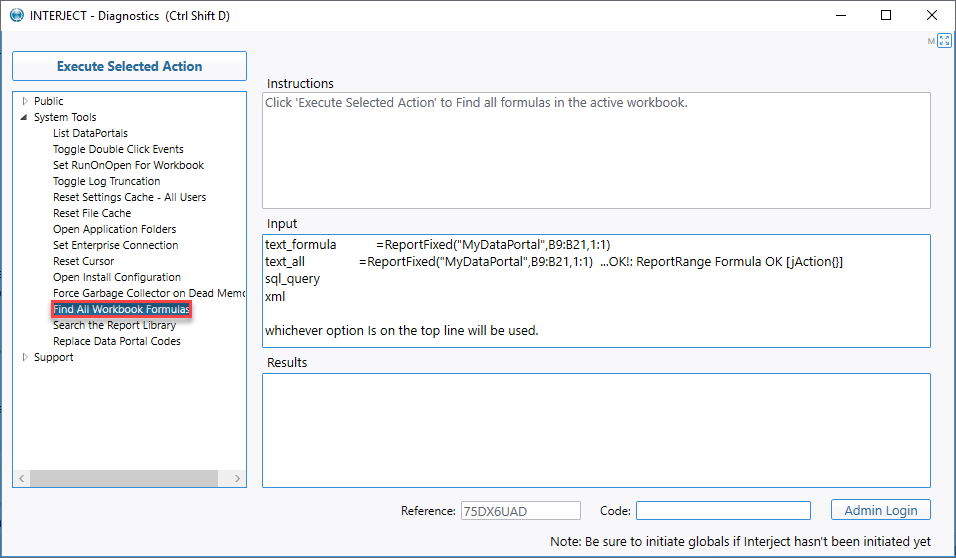 INTERJECT - Diagnostics  (Ctrl Shift D)
M
Execute Selected Action
Public
System Tools
List DataPortals
Toggle Double Click Events
Set RunOnOpen For Workbook
Toggle Log Truncation
Reset Settings Cache - All Users
Reset File Cache
Open Application Folders
Set Enterprise Connection
Reset Cursor
Open Install Configuration
Force Garbage Collector on Dead Memo
Find All Workbook Formulas
Search the Report Library
Replace Data Portal Codes
Support
Instructions
Click 'Execute Selected Action' to Find all formulas in the active workbook.
Input
text_formula =ReportFixed("MyDataPortal",B9:B21,1:1)
text_all =ReportFixed("MyDataPortal",B9:B21,1:1) ...OK!: ReportRange Formula OK [jAction{}]
sql_query
xml
whichever option Is on the top line will be used.
Results
Reference: 75DX6UAD Code: Admin Login
Note: Be sure to initiate globals if Interject hasn't been initiated yet